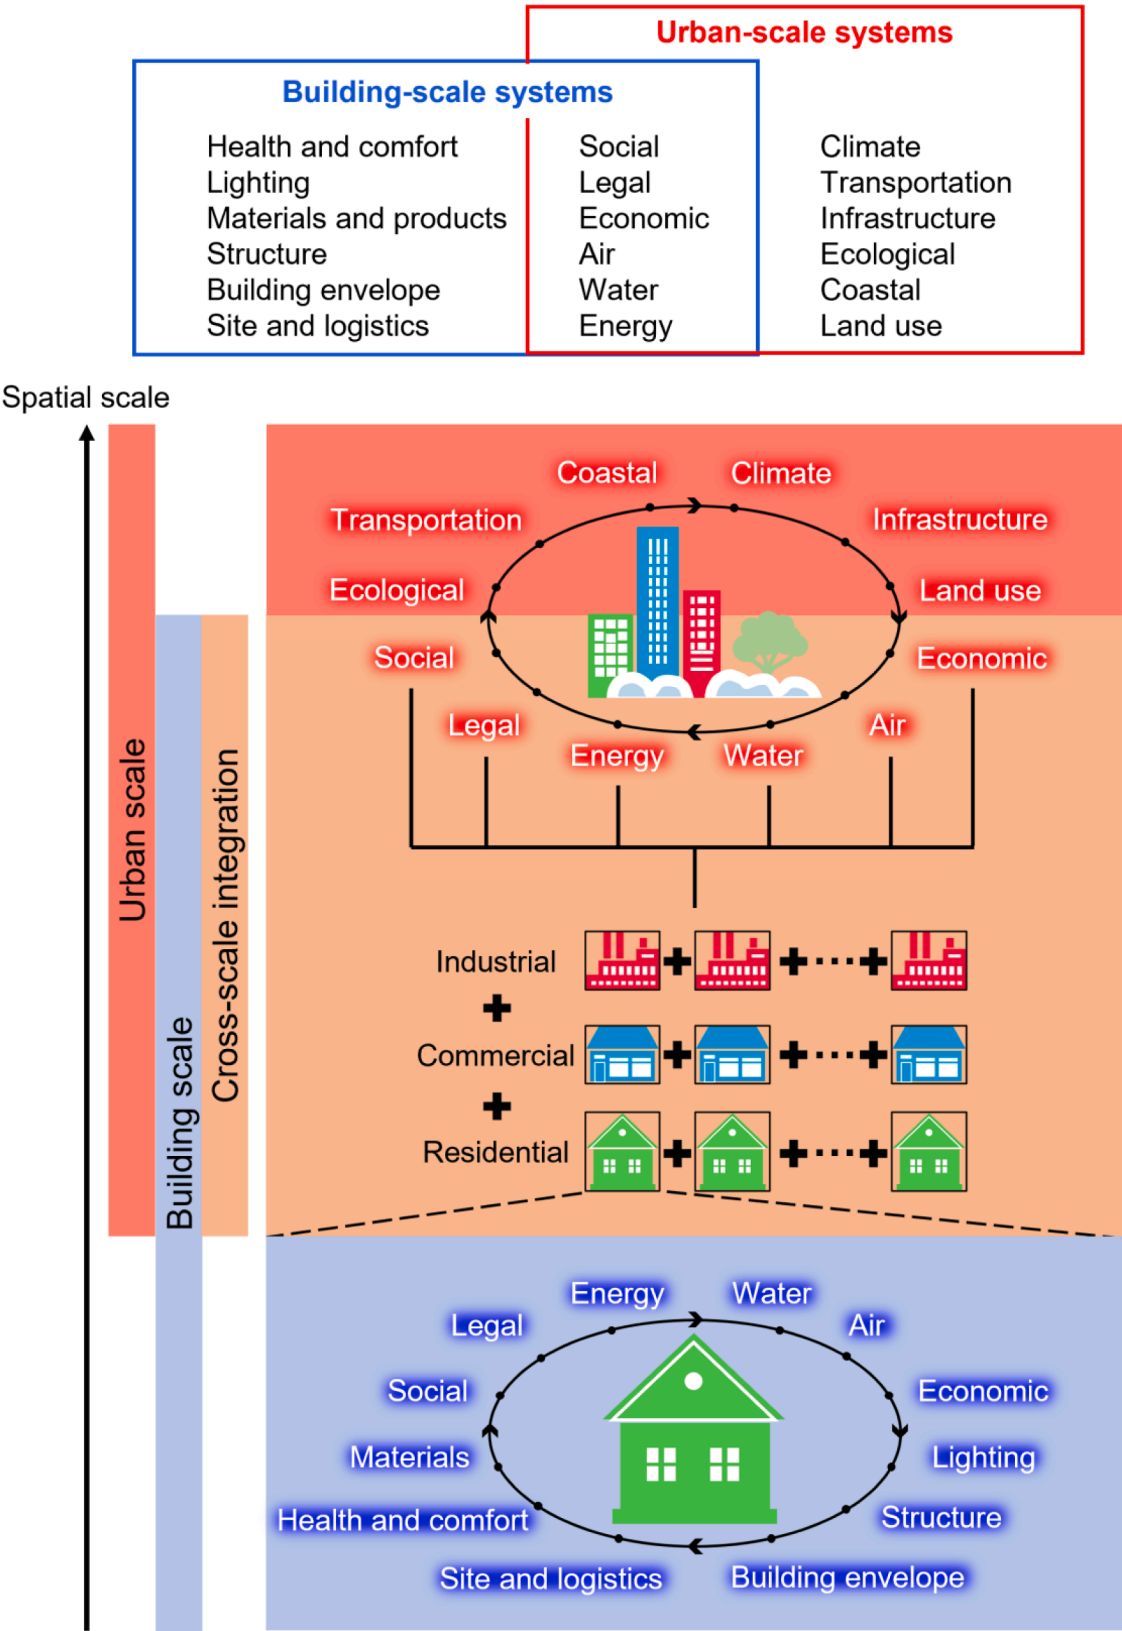 Urban-scale systems
Building-scale systems
Health and comfort
Lighting
Materials and products
Structure
Building envelope
Site and logistics
Social
Legal
Economic
Air
Water
Energy
Climate
Transportation
Infrastructure
Ecological
Coastal
Land use
Spatial scale
Urban scale
Building scale
Cross-scale integration
Coastal
Climate
Transportation
Infrastructure
Ecological
Land use
Social
Economic
Legal
Air
Energy
Water
Industrial
Commercial
Residential
Energy
Water
Legal
Air
Social
Economic
Materials
Lighting
Health and comfort
Structure
Site and logistics
Building envelope